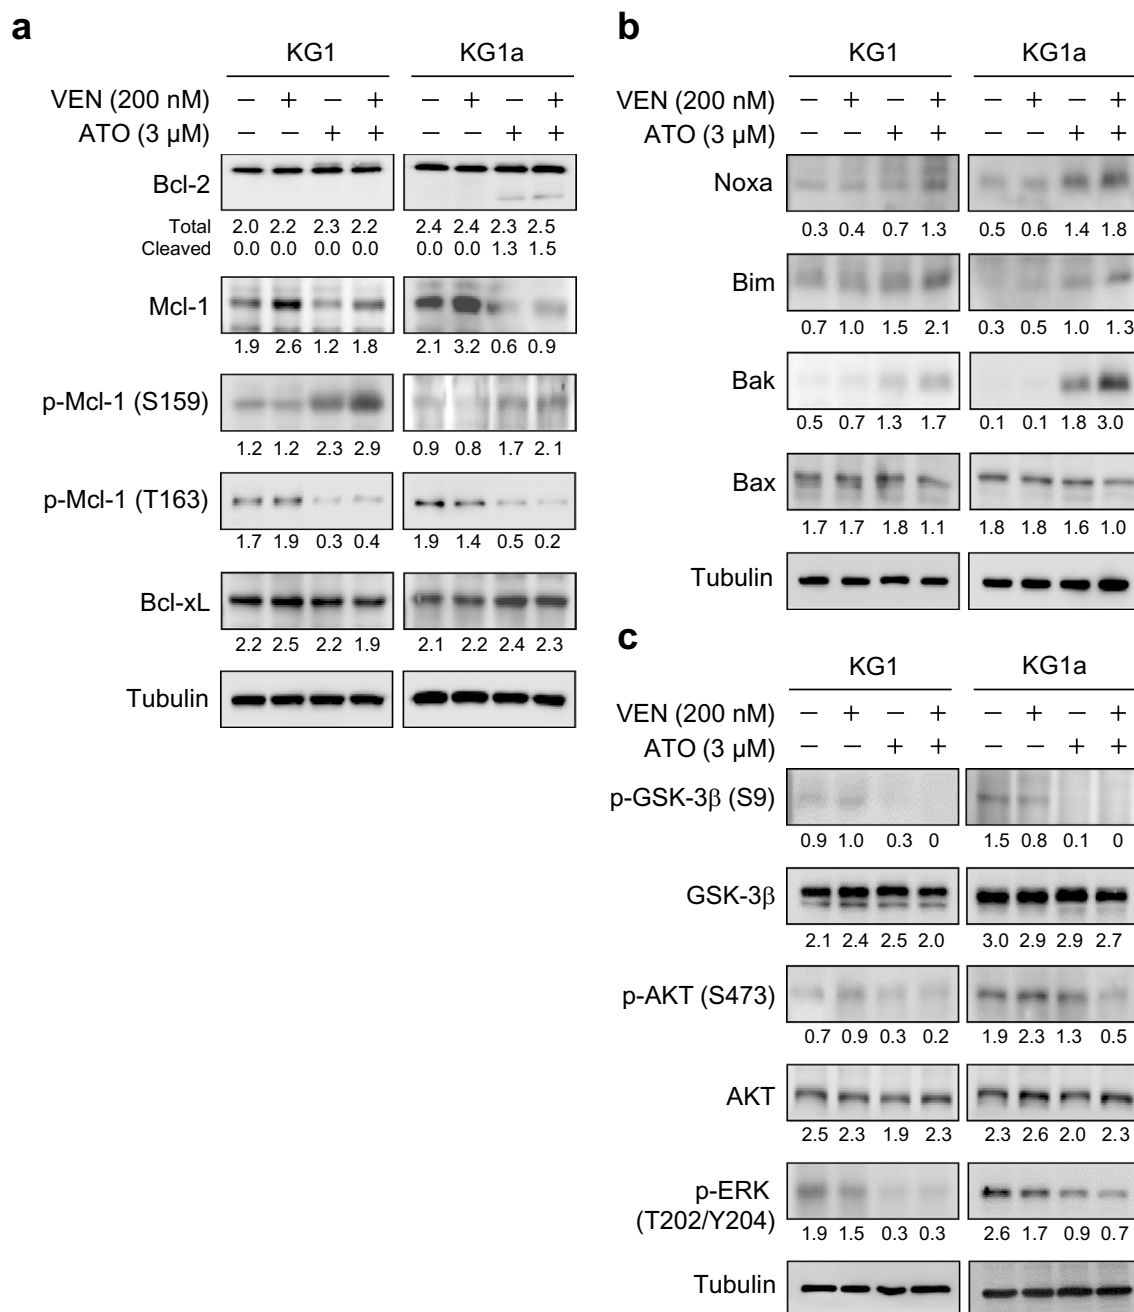 a
KG1 KG1a
VEN (200 nM) − + − + − + − +
ATO (3 µM) − − + + − − + +
Bcl-2
Total 2.0 2.2 2.3 2.2 2.4 2.4 2.3 2.5
Cleaved 0.0 0.0 0.0 0.0 0.0 0.0 1.3 1.5
Mcl-1
1.9 2.6 1.2 1.8 2.1 3.2 0.6 0.9
p-Mcl-1 (S159)
1.2 1.2 2.3 2.9 0.9 0.8 1.7 2.1
p-Mcl-1 (T163)
1.7 1.9 0.3 0.4 1.9 1.4 0.5 0.2
Bcl-xL
2.2 2.5 2.2 1.9 2.1 2.2 2.4 2.3
Tubulin
b
KG1 KG1a
VEN (200 nM) − + − + − + − +
ATO (3 µM) − − + + − − + +
Noxa
0.3 0.4 0.7 1.3 0.5 0.6 1.4 1.8
Bim
0.7 1.0 1.5 2.1 0.3 0.5 1.0 1.3
Bak
0.5 0.7 1.3 1.7 0.1 0.1 1.8 3.0
Bax
1.7 1.7 1.8 1.1 1.8 1.8 1.6 1.0
Tubulin
c
KG1 KG1a
VEN (200 nM) − + − + − + − +
ATO (3 µM) − − + + − − + +
p-GSK-3β (S9)
0.9 1.0 0.3 0 1.5 0.8 0.1 0
GSK-3β
2.1 2.4 2.5 2.0 3.0 2.9 2.9 2.7
p-AKT (S473)
0.7 0.9 0.3 0.2 1.9 2.3 1.3 0.5
AKT
2.5 2.3 1.9 2.3 2.3 2.6 2.0 2.3
p-ERK
(T202/Y204)
1.9 1.5 0.3 0.3 2.6 1.7 0.9 0.7
Tubulin